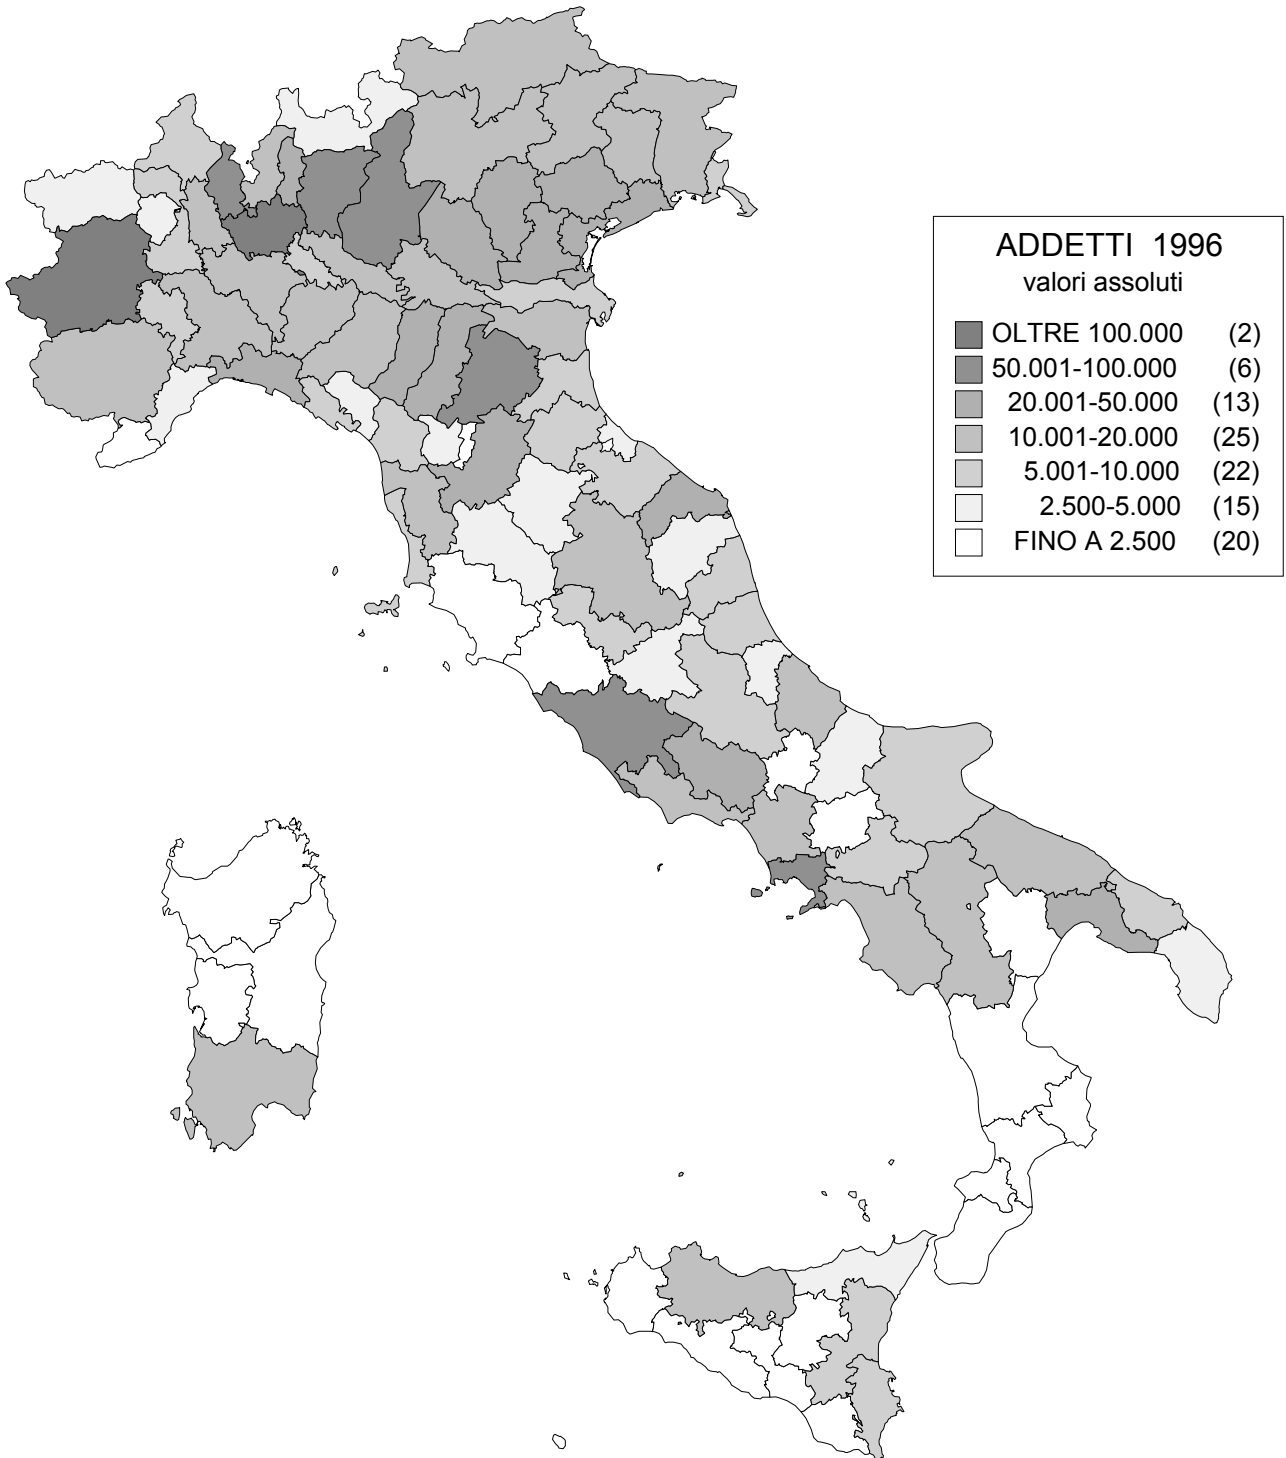 ADDETTI 1996
valori assoluti
OLTRE 100.000 (2)
50.001-100.000 (6)
20.001-50.000 (13)
10.001-20.000 (25)
5.001-10.000 (22)
2.500-5.000 (15)
FINO A 2.500 (20)